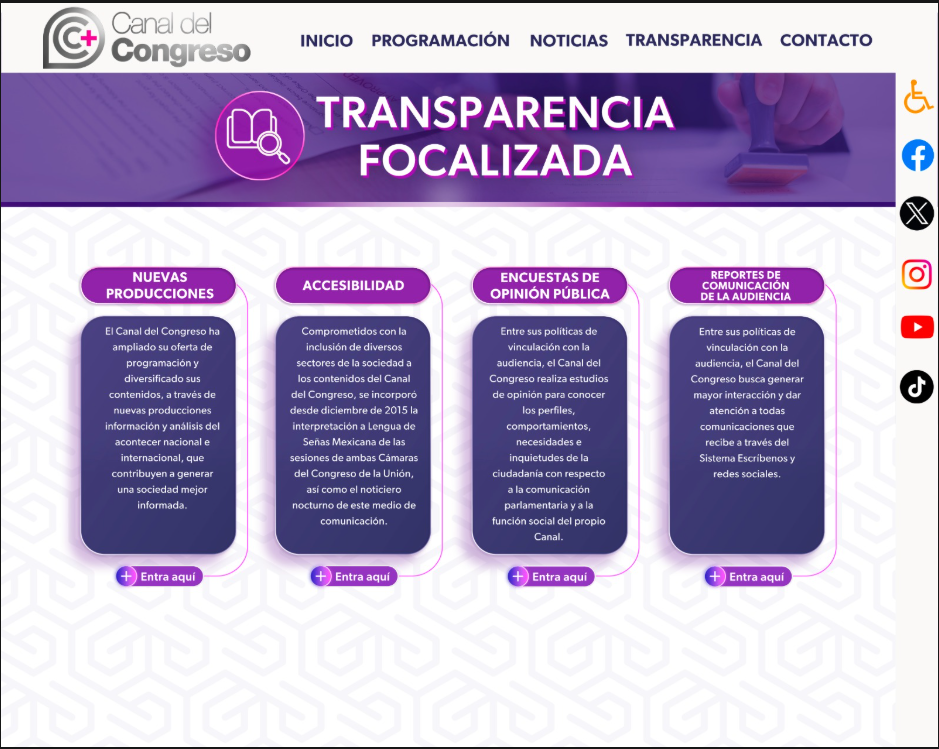 Canal del
Congreso
INICIO PROGRAMACIÓN NOTICIAS TRANSPARENCIA CONTACTO
TRANSPARENCIA
FOCALIZADA
NUEVAS
PRODUCCIONES
El Canal del Congreso ha
ampliado su oferta de
programación y
diversificado sus
contenidos, a través de
nuevas producciones
información y análisis del
acontecer nacional e
internacional, que
contribuyen a generar
una sociedad mejor
informada.
Entra aquí
ACCESIBILIDAD
Comprometidos con la
inclusión de diversos
sectores de la sociedad a
los contenidos del Canal
del Congreso, se incorporó
desde diciembre de 2015 la
interpretación a Lengua de
Señas Mexicana de las
sesiones de ambas Cámaras
del Congreso de la Unión,
así como el noticiero
nocturno de este medio de
comunicación.
Entra aquí
ENCUESTAS DE
OPINIÓN PÚBLICA
Entre sus políticas de
vinculación con la
audiencia, el Canal del
Congreso realiza estudios
de opinión para conocer
los perfiles,
comportamientos,
necesidades e
inquietudes de la
ciudadanía con respecto
a la comunicación
parlamentaria y a la
función social del propio
Canal.
Entra aquí
REPORTES DE
COMUNICACIÓN
DE LA AUDIENCIA
Entre sus políticas de
vinculación con la
audiencia, el Canal del
Congreso busca generar
mayor interacción y dar
atención a todas
comunicaciones que
recibe a través del
Sistema Escríbenos y
redes sociales.
Entra aquí